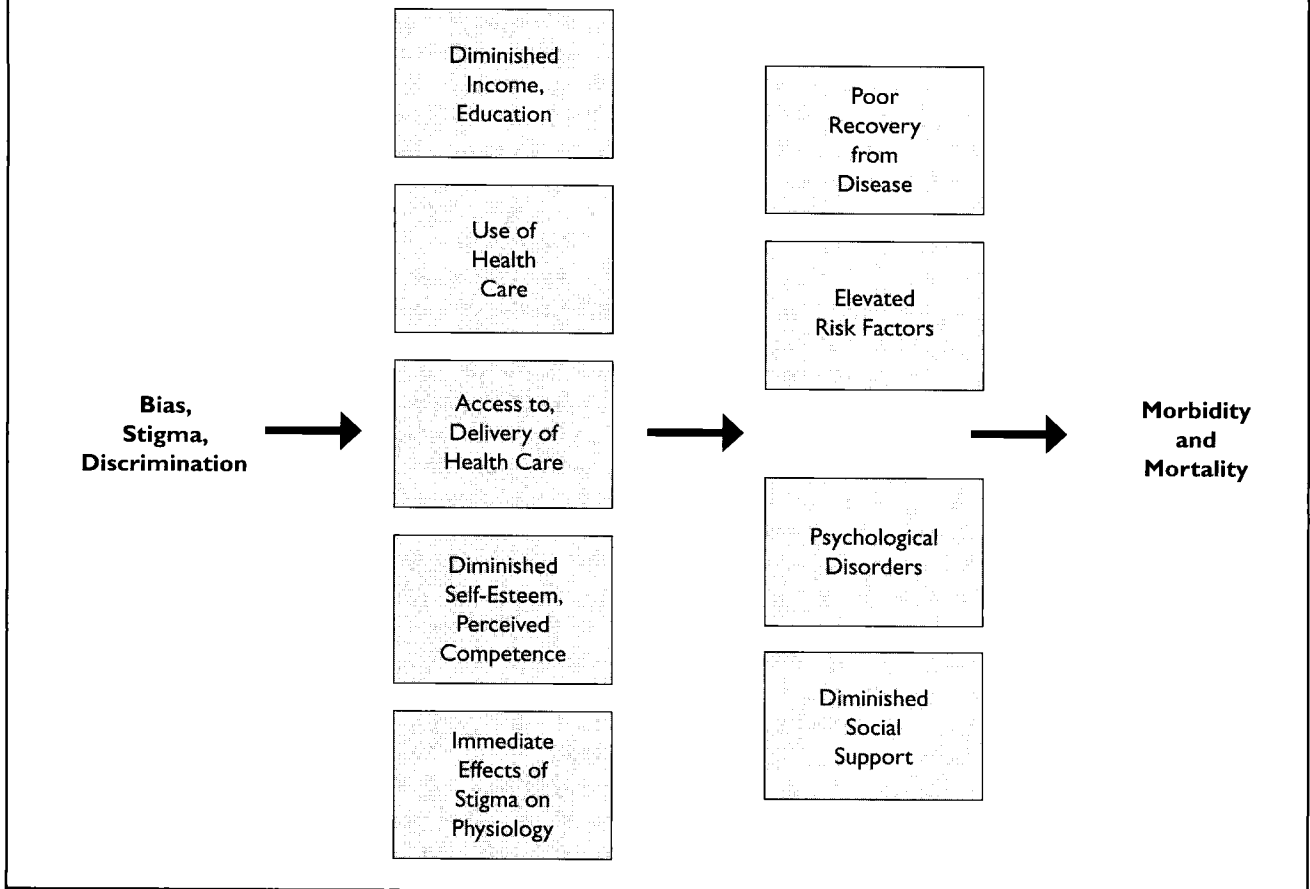 Bias,
Stigma,
Discrimination
Diminished
Income,
Education
Use of
Health
Care
Access to,
Delivery of
Health Care
Diminished
Self-Esteem,
Perceived
Competence
Immediate
Effects of
Stigma on
Physiology
Poor
Recovery
from
Disease
Elevated
Risk Factors
Psychological
Disorders
Diminished
Social
Support
Morbidity
and
Mortality